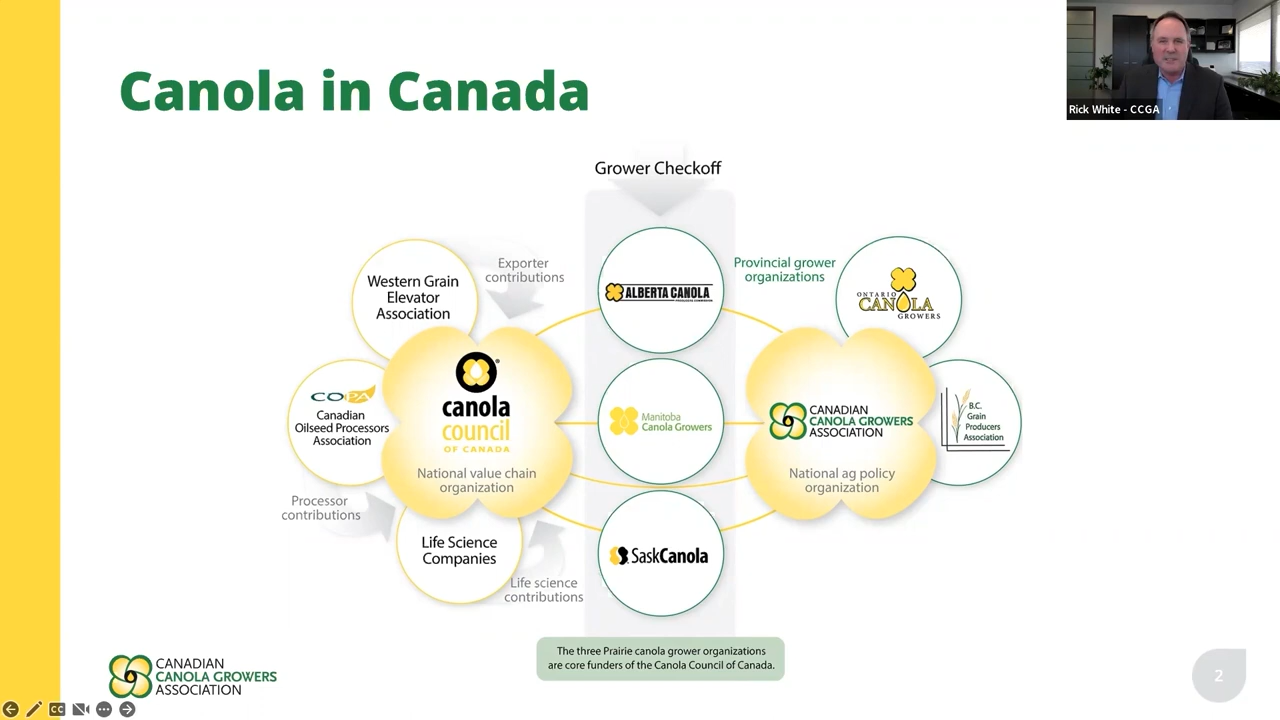 Canola in Canada
Rick White - CCGA
Grower Checkoff
Western Grain
Elevator
Association
Exporter
contributions
ALBERTA CANOLA
Provincial grower
organizations
ONTARIO
CANOLA
GROWERS
COPA
Canadian
Oilseed Processors
Association
canola
council
OF CANADA
National value chain
organization
Manitoba
Canola Growers
CANADIAN
CANOLA GROWERS
ASSOCIATION
National ag policy
organization
B.C.
Grain
Producers
Association
Processor
contributions
Life Science
Companies
Life science
contributions
SaskCanola
The three Prairie canola grower organizations
are core funders of the Canola Council of Canada.
CANADIAN
CANOLA GROWERS
ASSOCIATION
2
CC